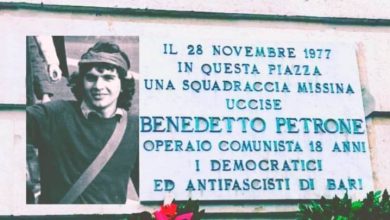 IL 28 NOVEMBRE 1977
IN QUESTA PIAZZA
UNA SQUADRACCIA MISSINA
UCCISE
BENEDETTO PETRONE
OPERAIO COMUNISTA 18 ANNI
I DEMOCRATICI
ED ANTIFASCISTI DI BARI